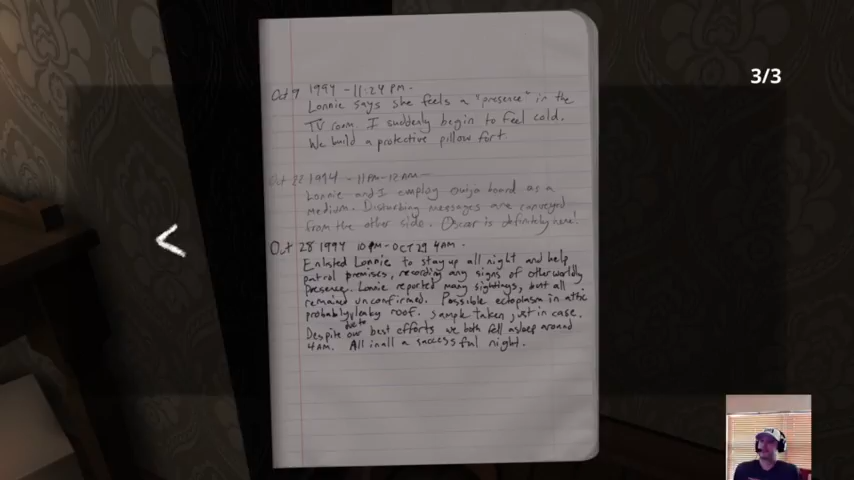 3/3
Oct 9 1994 - 11:24 PM.
Lonnie says she feels a "presence" in the
TV room. I suddenly begin to feel cold.
We build a protective pillow fort.
Oct 22 1994 - 11PM-12AM
Lonnie and I employ ouija board as a
medium. Disturbing messages are conveyed
from the other side. Oscar is definitely here!
Oct 28 1994 10PM-OCT 29 4AM.
Enlisted Lonnie to stay up all night and help
patrol premises, recording any signs of otherworldly
presence. Lonnie reported many sightings, but all
remained unconfirmed. Possible ectoplasm in attic
probably due to leaky roof. Sample taken just in case.
Despite our best efforts we both fell asleep around
4AM. All in all a successful night.
<